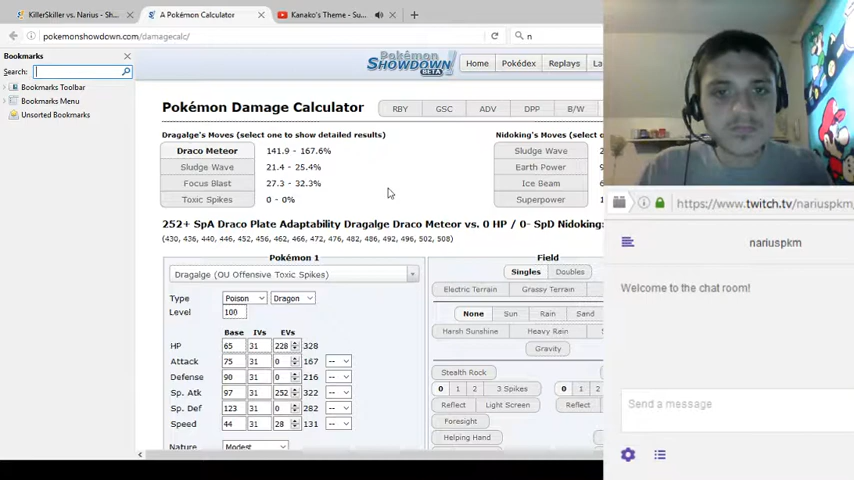 KillerSkiller vs. Narius - Sh...
A Pokémon Calculator
Kanako's Theme - Su...
pokemonshowdown.com/damagecalc/
n
Bookmarks
Search:
Bookmarks Toolbar
Bookmarks Menu
Unsorted Bookmarks
Pokémon
SHOWDOWN!
BETA
Home Pokédex Replays La
Pokémon Damage Calculator
RBY GSC ADV DPP B/W
Dragalge's Moves (select one to show detailed results)
Nidoking's Moves (select one to show detailed results)
Draco Meteor 141.9 - 167.6%
Sludge Wave 21.4 - 25.4%
Focus Blast 27.3 - 32.3%
Toxic Spikes 0 - 0%
Sludge Wave
Earth Power
Ice Beam
Superpower
252+ SpA Draco Plate Adaptability Dragalge Draco Meteor vs. 0 HP / 0- SpD Nidoking:
(430, 436, 440, 446, 452, 456, 462, 466, 472, 476, 482, 486, 492, 496, 502, 508)
Pokémon 1
Dragalge (OU Offensive Toxic Spikes)
Type Poison Dragon
Level 100
Base IVs EVs
HP 65 31 228 328
Attack 75 31 0 167 --
Defense 90 31 0 216 --
Sp. Atk 97 31 252 322 --
Sp. Def 123 31 0 282 --
Speed 44 31 28 131 --
Nature Modest
Field
Singles Doubles
Electric Terrain Grassy Terrain
None Sun Rain Sand
Harsh Sunshine Heavy Rain
Gravity
Stealth Rock
0 1 2 3 Spikes 0 1 2
Reflect Light Screen Reflect
Foresight
Helping Hand
https://www.twitch.tv/nariuspkm
nariuspkm
Welcome to the chat room!
Send a message